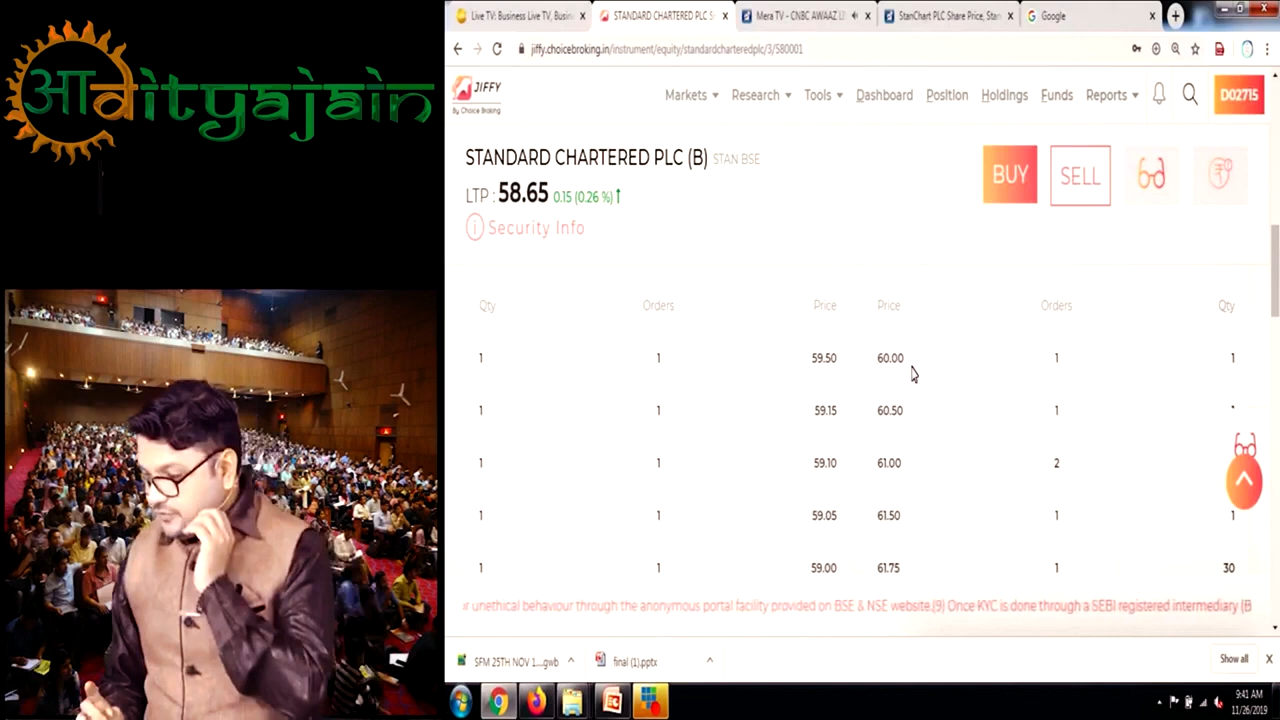 आdityajain
Live TV: Business Live TV, Busin
STANDARD CHARTERED PLC S
Mera TV - CNBC AWAAZ LI
StanChart PLC Share Price, Stan
Google
jiffy.choicebroking.in/instrument/equity/standardcharteredplc/3/580001
JIFFY
By Choice Broking
Markets
Research
Tools
Dashboard
Position
Holdings
Funds
Reports
D02715
STANDARD CHARTERED PLC (B) STAN BSE
BUY
SELL
LTP : 58.65 0.15 (0.26 %)
Security Info
Qty Orders Price Price Orders Qty
1 1 59.50 60.00 1 1
1 1 59.15 60.50 1
1 1 59.10 61.00 2
1 1 59.05 61.50 1 1
1 1 59.00 61.75 1 30
or unethical behaviour through the anonymous portal facility provided on BSE & NSE website.(9) Once KYC is done through a SEBI registered intermediary (B
SFM 25TH NOV 1....gwb
final (1).pptx
Show all
9:41 AM
11/26/2019